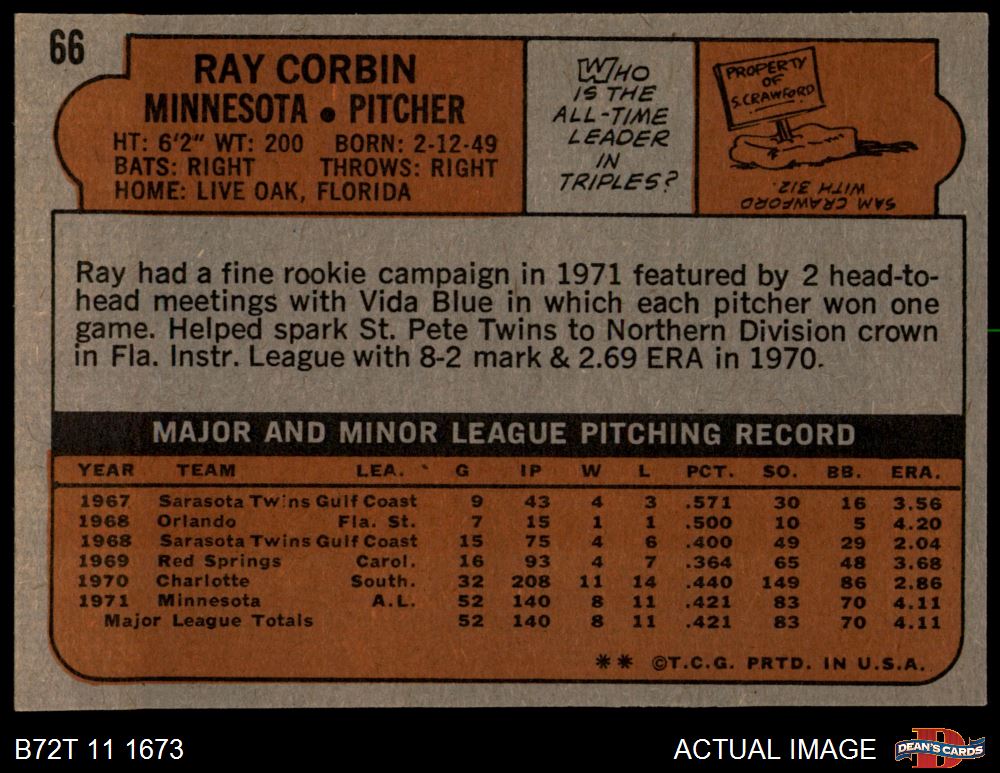 66
RAY CORBIN
MINNESOTA • PITCHER
HT: 6'2" WT: 200 BORN: 2-12-49
BATS: RIGHT THROWS: RIGHT
HOME: LIVE OAK, FLORIDA
WHO
IS THE
ALL-TIME
LEADER
IN
TRIPLES?
PROPERTY
OF
S. CRAWFORD
SAM CRAWFORD WAS
WITH 312.
Ray had a fine rookie campaign in 1971 featured by 2 head-to-
head meetings with Vida Blue in which each pitcher won one
game. Helped spark St. Pete Twins to Northern Division crown
in Fla. Instr. League with 8-2 mark & 2.69 ERA in 1970.
MAJOR AND MINOR LEAGUE PITCHING RECORD
YEAR TEAM LEA. G IP W L PCT. SO. BB. ERA.
1967 Sarasota Twins Gulf Coast 9 43 4 3 .571 30 16 3.56
1968 Orlando Fla. St. 7 15 1 1 .500 10 5 4.20
1968 Sarasota Twins Gulf Coast 15 75 4 6 .400 49 29 2.04
1969 Red Springs Carol. 16 93 4 7 .364 65 48 3.68
1970 Charlotte South. 32 208 11 14 .440 149 86 2.86
1971 Minnesota A.L. 52 140 8 11 .421 83 70 4.11
Major League Totals 52 140 8 11 .421 83 70 4.11
** ©T.C.G. PRTD. IN U.S.A.
B72T 11 1673 ACTUAL IMAGE DEAN'S CARDS